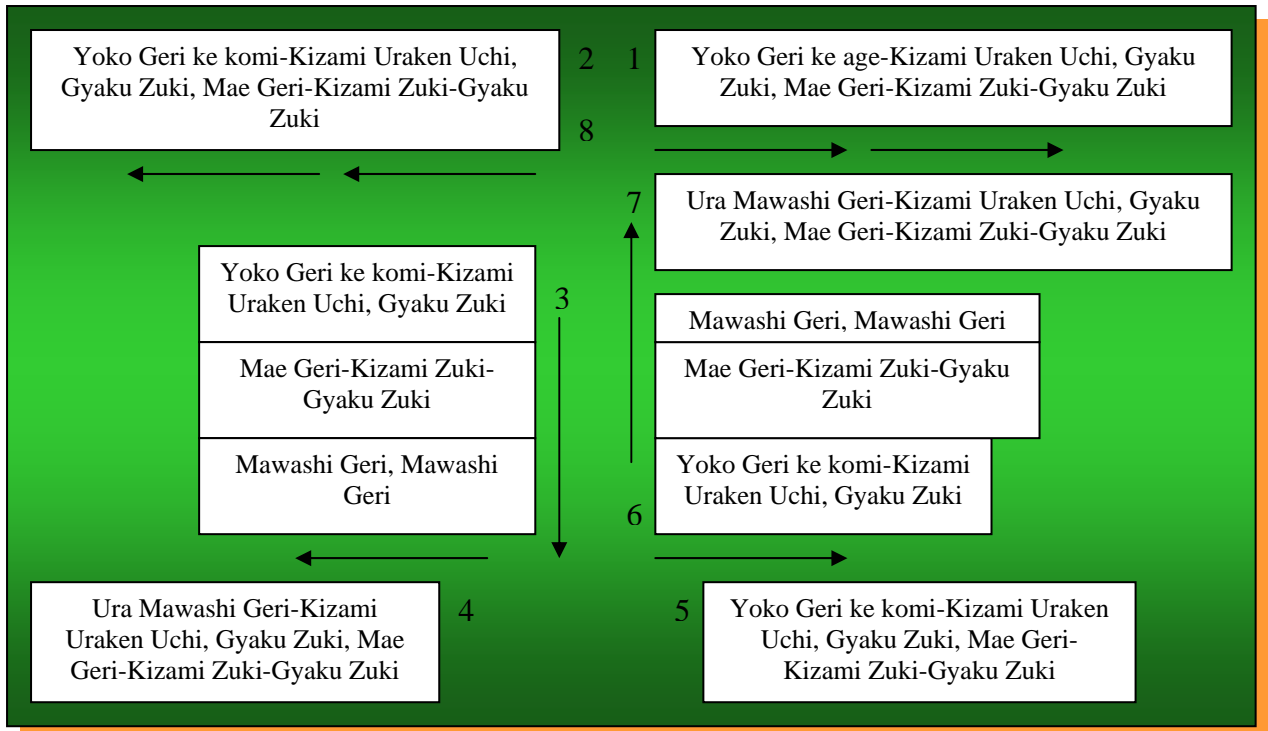 Yoko Geri ke komi-Kizami Uraken Uchi,
Gyaku Zuki, Mae Geri-Kizami Zuki-Gyaku
Zuki
2
1
Yoko Geri ke age-Kizami Uraken Uchi, Gyaku
Zuki, Mae Geri-Kizami Zuki-Gyaku Zuki
8
7
Ura Mawashi Geri-Kizami Uraken Uchi, Gyaku
Zuki, Mae Geri-Kizami Zuki-Gyaku Zuki
Yoko Geri ke komi-Kizami
Uraken Uchi, Gyaku Zuki
3
Mae Geri-Kizami Zuki-
Gyaku Zuki
Mawashi Geri, Mawashi
Geri
Mawashi Geri, Mawashi Geri
Mae Geri-Kizami Zuki-Gyaku
Zuki
Yoko Geri ke komi-Kizami
Uraken Uchi, Gyaku Zuki
6
Ura Mawashi Geri-Kizami
Uraken Uchi, Gyaku Zuki, Mae
Geri-Kizami Zuki-Gyaku Zuki
4
5
Yoko Geri ke komi-Kizami Uraken
Uchi, Gyaku Zuki, Mae Geri-
Kizami Zuki-Gyaku Zuki